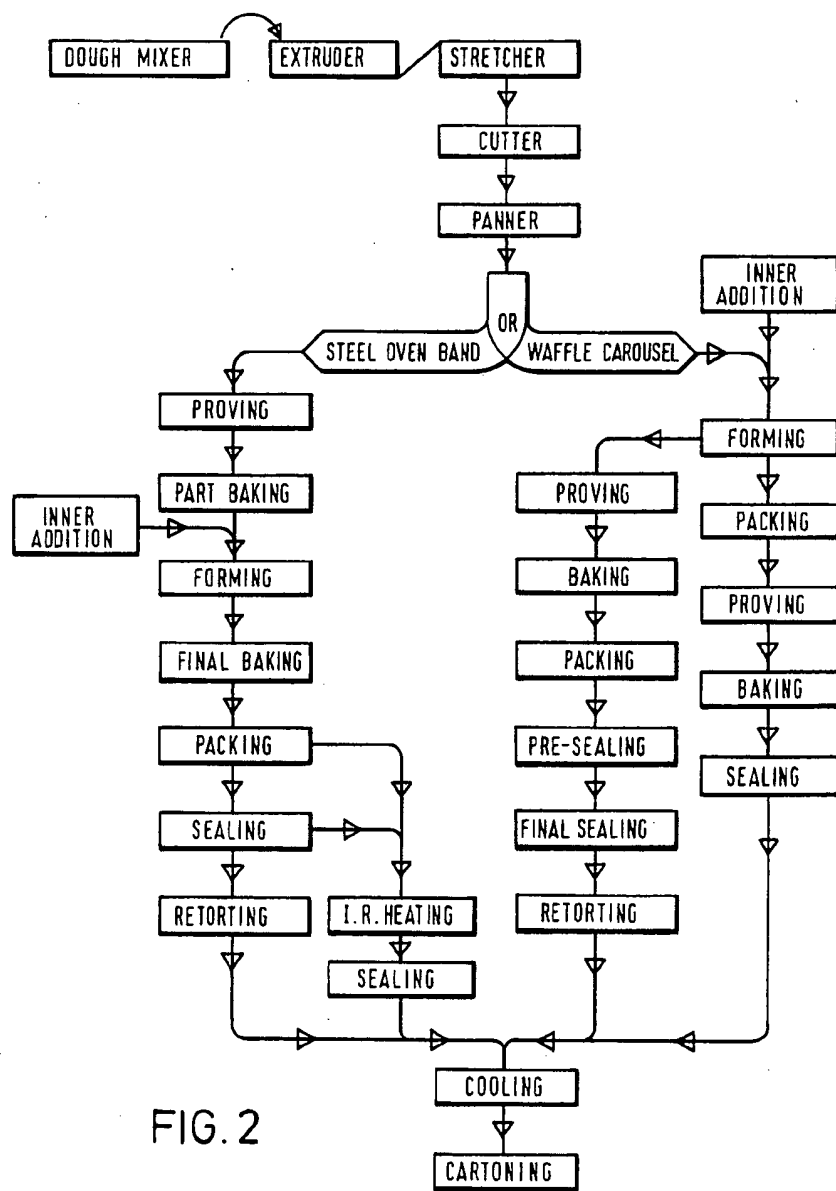 DOUGH MIXER
EXTRUDER
STRETCHER
CUTTER
PANNER
OR
STEEL OVEN BAND
WAFFLE CAROUSEL
INNER
ADDITION
PROVING
PART BAKING
INNER
ADDITION
FORMING
FINAL BAKING
PACKING
SEALING
RETORTING
I.R. HEATING
SEALING
FORMING
PROVING
BAKING
PACKING
PRE-SEALING
FINAL SEALING
RETORTING
PACKING
PROVING
BAKING
SEALING
COOLING
CARTONING
FIG. 2